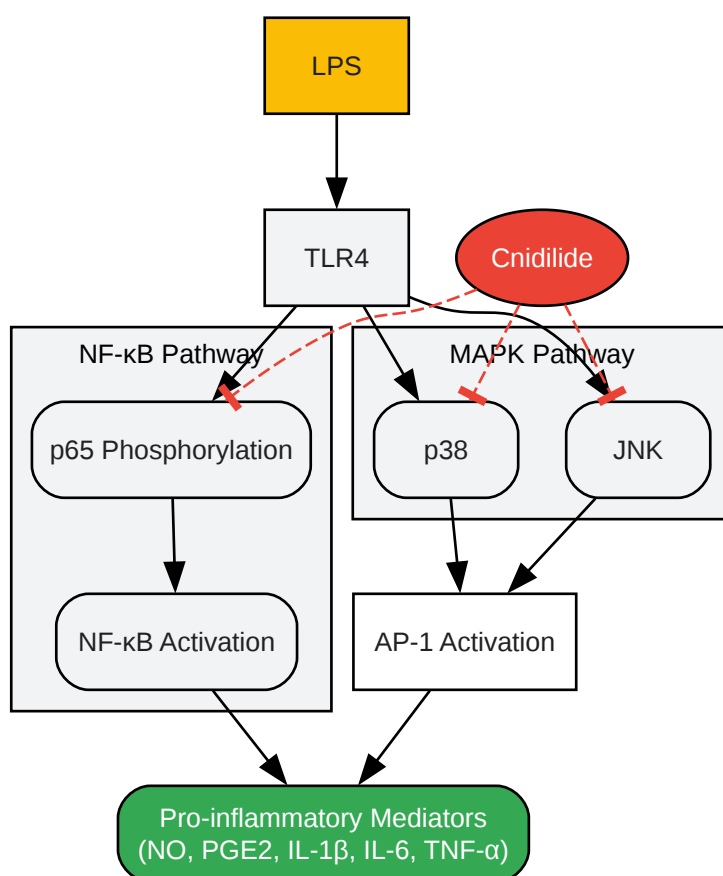 LPS
TLR4
Cnidilide
NF-κB Pathway
MAPK Pathway
p65 Phosphorylation
p38
JNK
NF-κB Activation
AP-1 Activation
Pro-inflammatory Mediators
(NO, PGE2, IL-1β, IL-6, TNF-α)